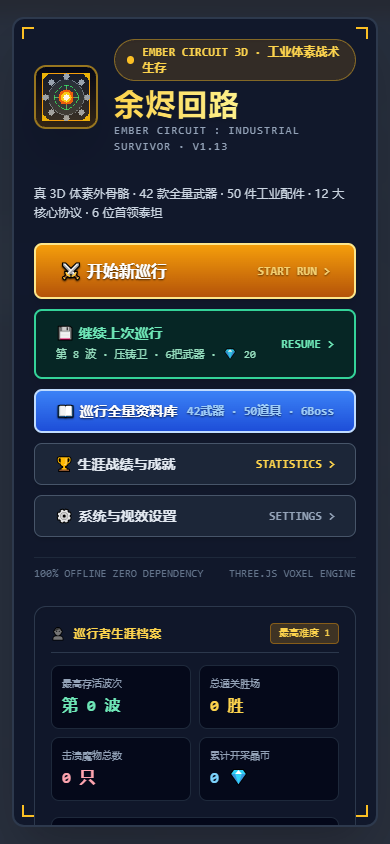 EMBER CIRCUIT 3D · 工业体素战术
生存
余烬回路
EMBER CIRCUIT : INDUSTRIAL
SURVIVOR · V1.13
真 3D 体素外骨骼 · 42 款全量武器 · 50 件工业配件 · 12 大
核心协议 · 6 位首领泰坦
⚔️ 开始新巡行 START RUN >
💾 继续上次巡行
第 8 波 · 压铸卫 · 6把武器 · 💎 20
RESUME >
📖 巡行全量资料库 42武器 · 50道具 · 6Boss
🏆 生涯战绩与成就 STATISTICS >
⚙️ 系统与视效设置 SETTINGS >
100% OFFLINE ZERO DEPENDENCY THREE.JS VOXEL ENGINE
巡行者生涯档案 最高难度 1
最高存活波次 总通关胜场
第 0 波 0 胜
击溃魔物总数 累计开采晶币
0 只 0 💎